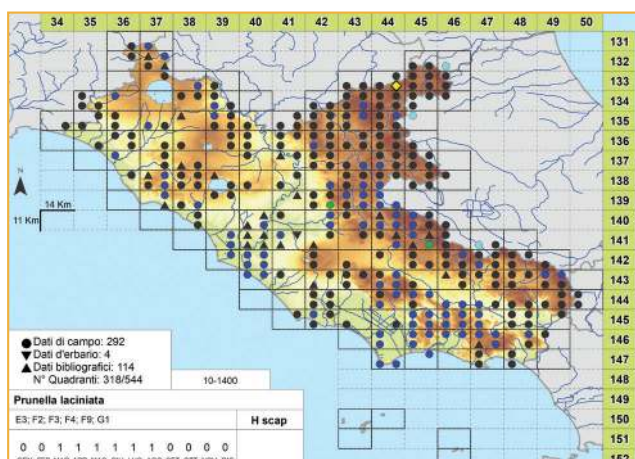 34 35 36 37 38 39 40 41 42 43 44 45 46 47 48 49 50
131
132
133
134
135
136
137
138
N
139
14 Km
11 Km
140
141
142
143
144
145
Dati di campo: 292
Dati d'erbario: 4
Dati bibliografici: 114
N° Quadranti: 318/544
10-1400
146
147
148
149
Prunella laciniata
E3; F2; F3; F4; F9; G1
H scap
150
151
0 0 1 1 1 1 1 1 0 0 0 0
152